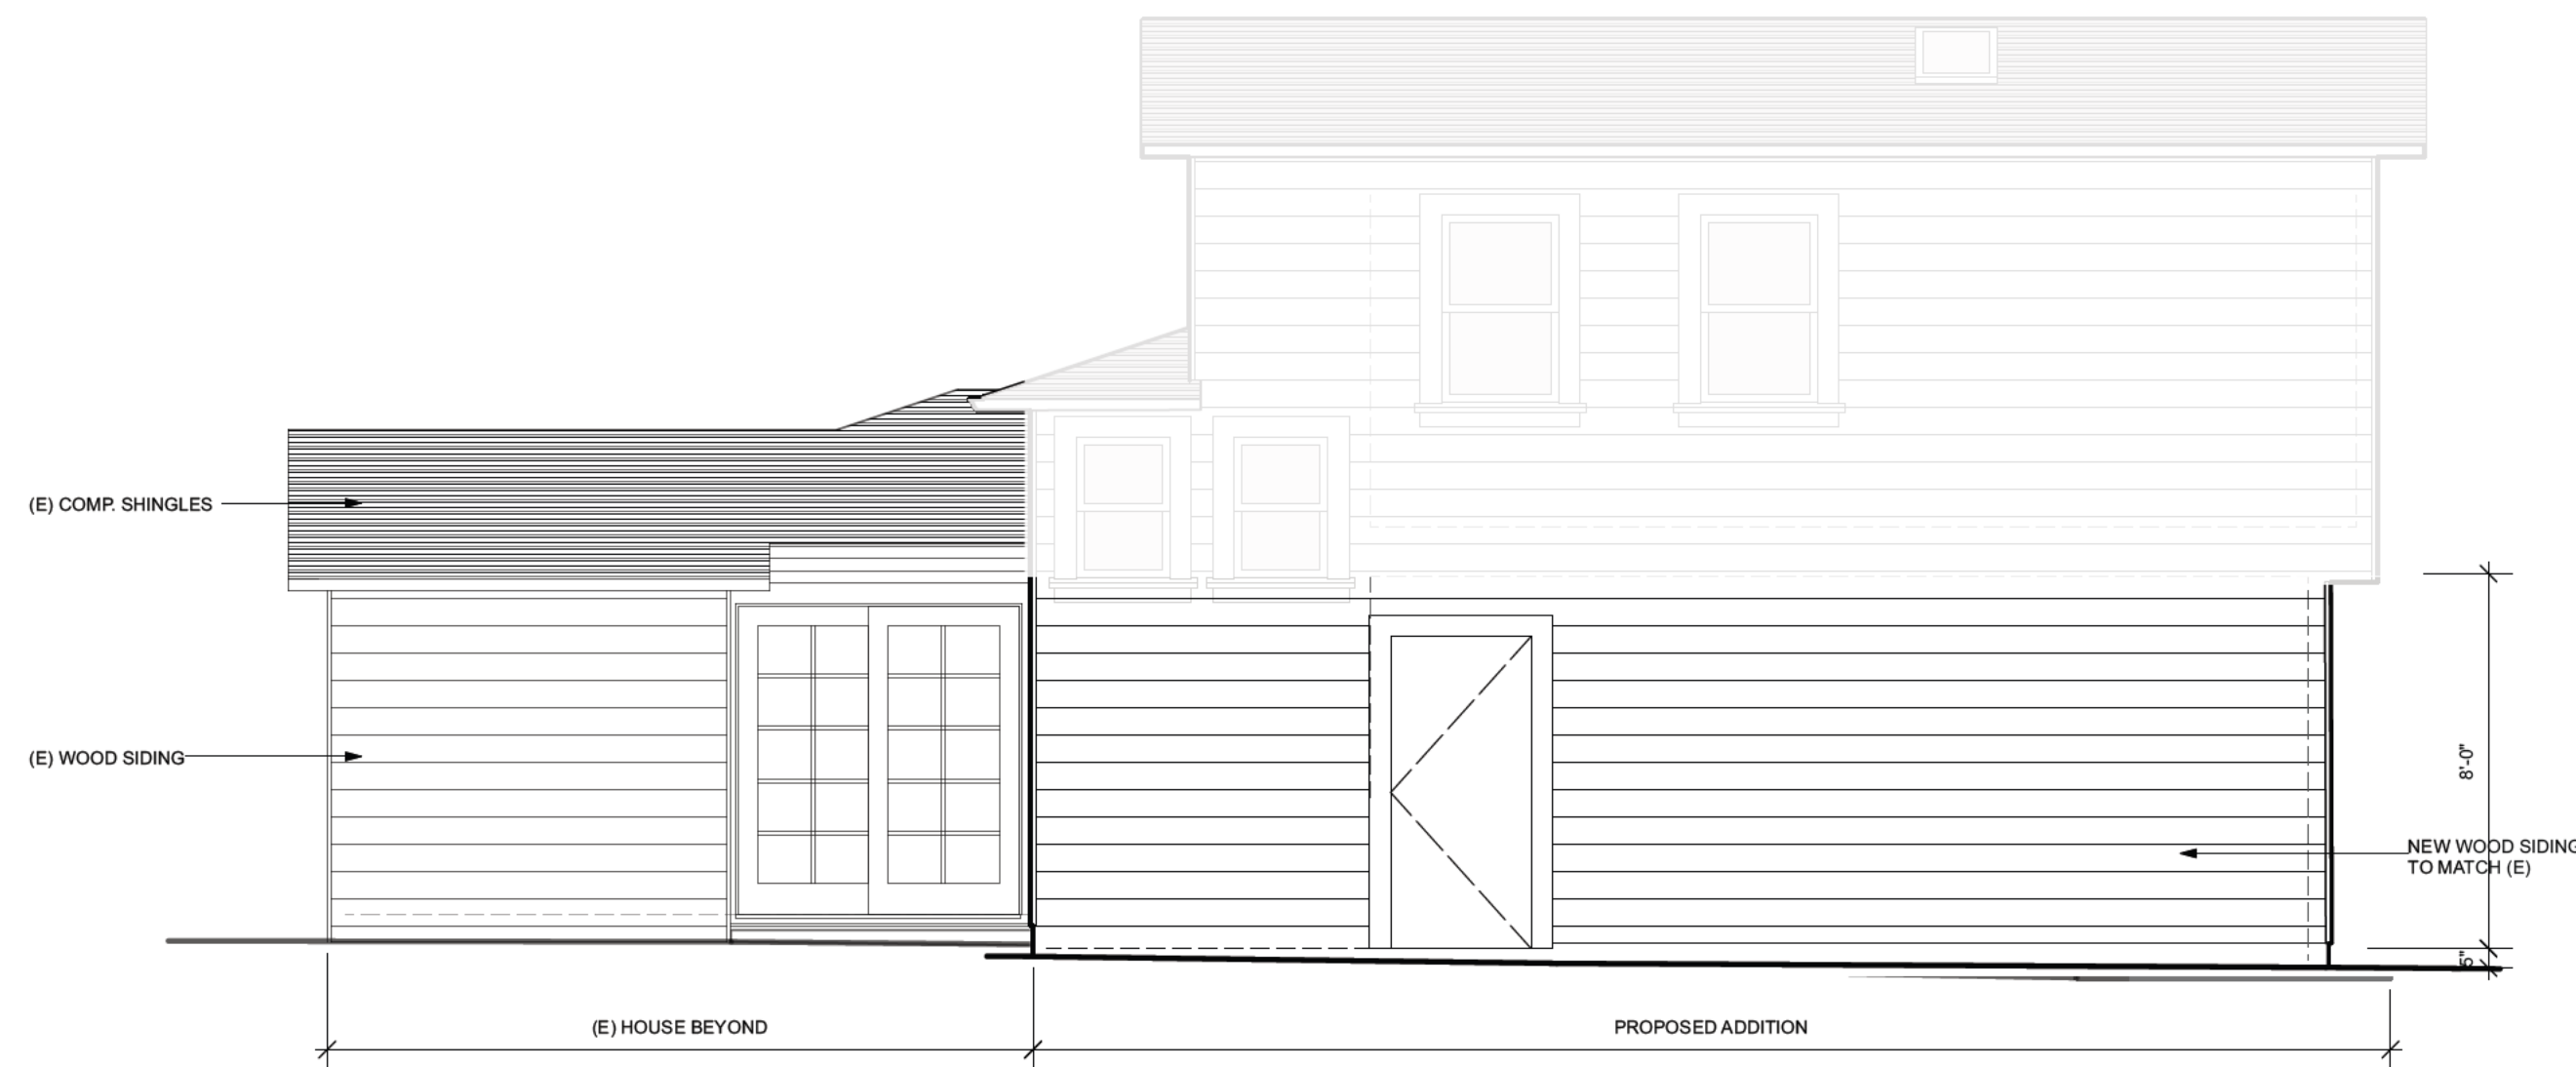 (E) COMP. SHINGLES
(E) WOOD SIDING
8'-0"
NEW WOOD SIDING
TO MATCH (E)
5"
(E) HOUSE BEYOND
PROPOSED ADDITION